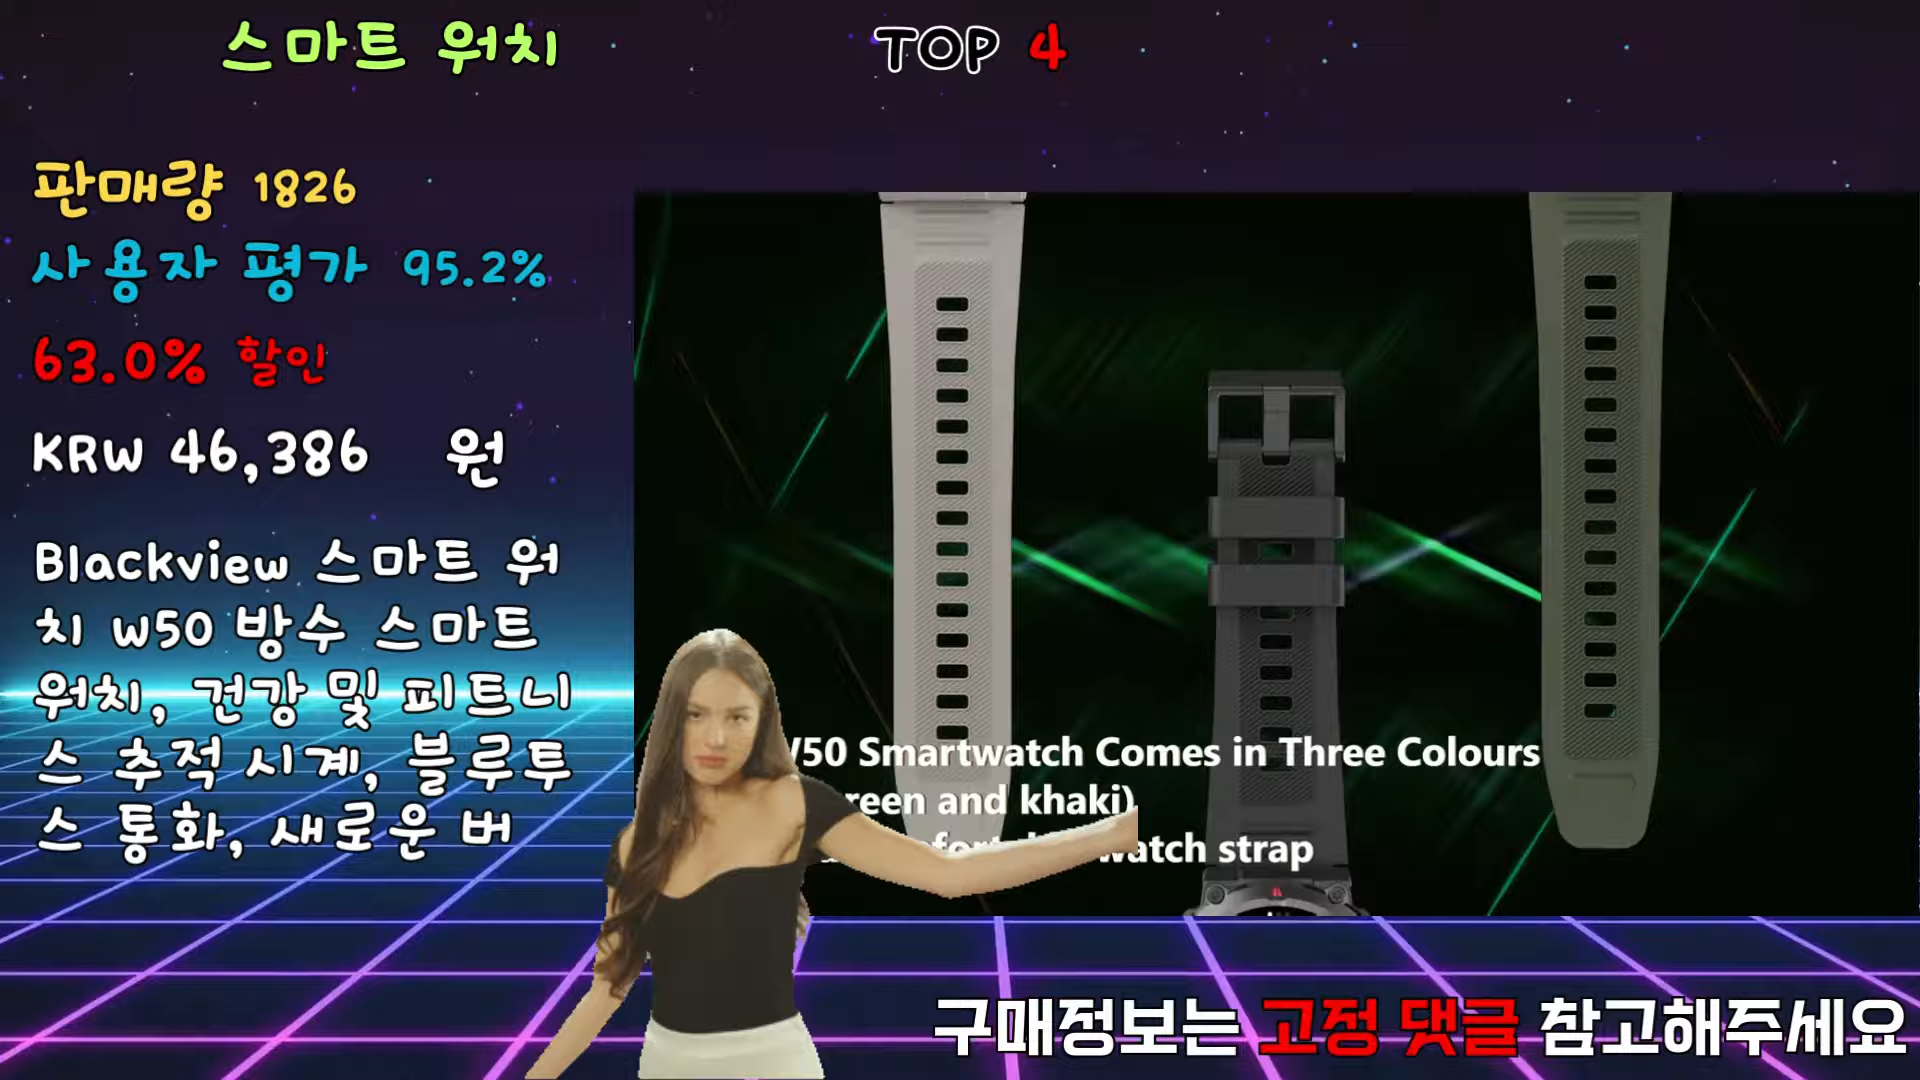 스마트 워치
TOP 4
판매량 1826
사용자 평가 95.2%
63.0% 할인
KRW 46,386 원
Blackview 스마트 워
치 W50 방수 스마트
워치, 건강 및 피트니
스 추적 시계, 블루투
스 통화, 새로운 버
50 Smartwatch Comes in Three Colours
and khaki)
watch strap
구매정보는 고정 댓글 참고해주세요